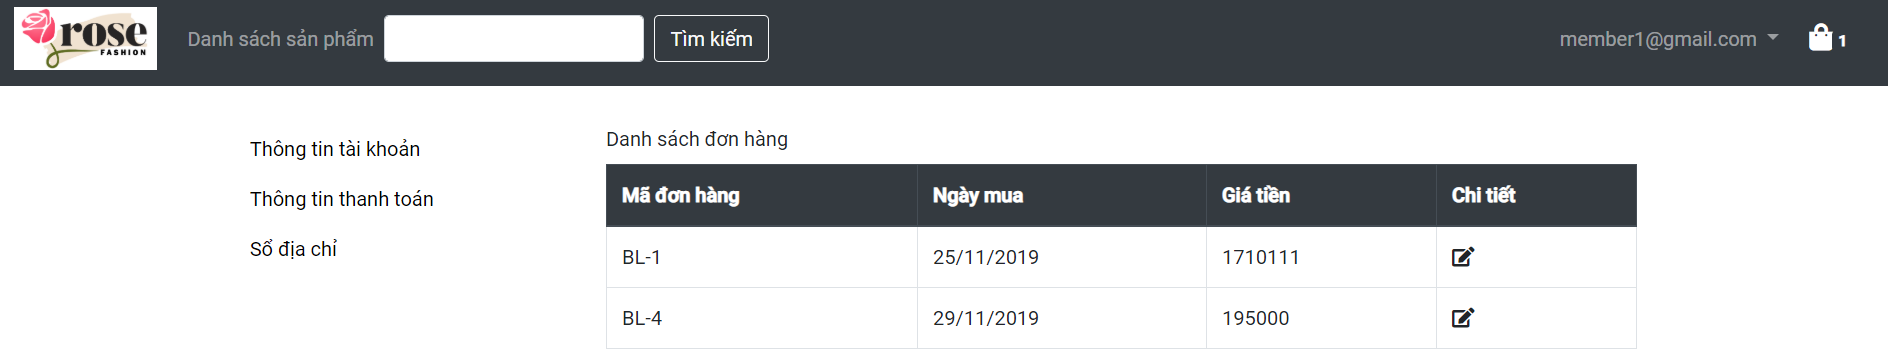 rose
FASHION
Danh sách sản phẩm
Tìm kiếm
member1@gmail.com
1
Thông tin tài khoản
Thông tin thanh toán
Sổ địa chỉ
Danh sách đơn hàng
Mã đơn hàng Ngày mua Giá tiền Chi tiết
BL-1 25/11/2019 1710111
BL-4 29/11/2019 195000